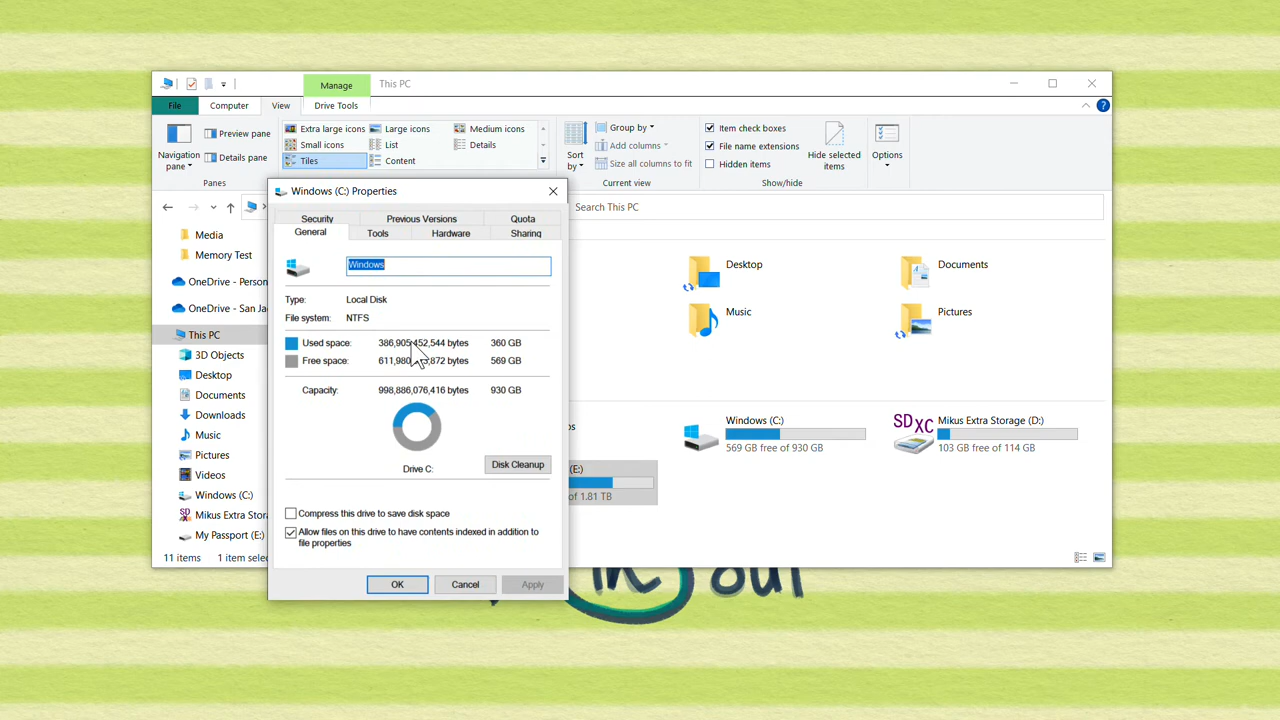 Manage This PC
File Computer View Drive Tools
Extra large icons Large icons Medium icons
Small icons List Details
Tiles Content
Navigation pane
Preview pane
Details pane
Panes
Sort by
Group by
Add columns
Size all columns to fit
Current view
Item check boxes
File name extensions
Hidden items
Hide selected items
Options
Show/hide
Search This PC
Media
Memory Test
OneDrive - Person
OneDrive - San Ja
This PC
3D Objects
Desktop
Documents
Downloads
Music
Pictures
Videos
Windows (C:)
Mikus Extra Stora
My Passport (E:)
11 items 1 item selec
Windows (C:) Properties
Security Previous Versions Quota
General Tools Hardware Sharing
Windows
Type: Local Disk
File system: NTFS
Used space: 386,905,452,544 bytes 360 GB
Free space: bytes 569 GB
Capacity: 998,886,076,416 bytes 930 GB
Drive C:
Disk Cleanup
Compress this drive to save disk space
Allow files on this drive to have contents indexed in addition to
file properties
OK Cancel Apply
Desktop
Documents
Music
Pictures
Windows (C:)
569 GB free of 930 GB
SDXC
Mikus Extra Storage (D:)
103 GB free of 114 GB
(E:)
of 1.81 TB
in our